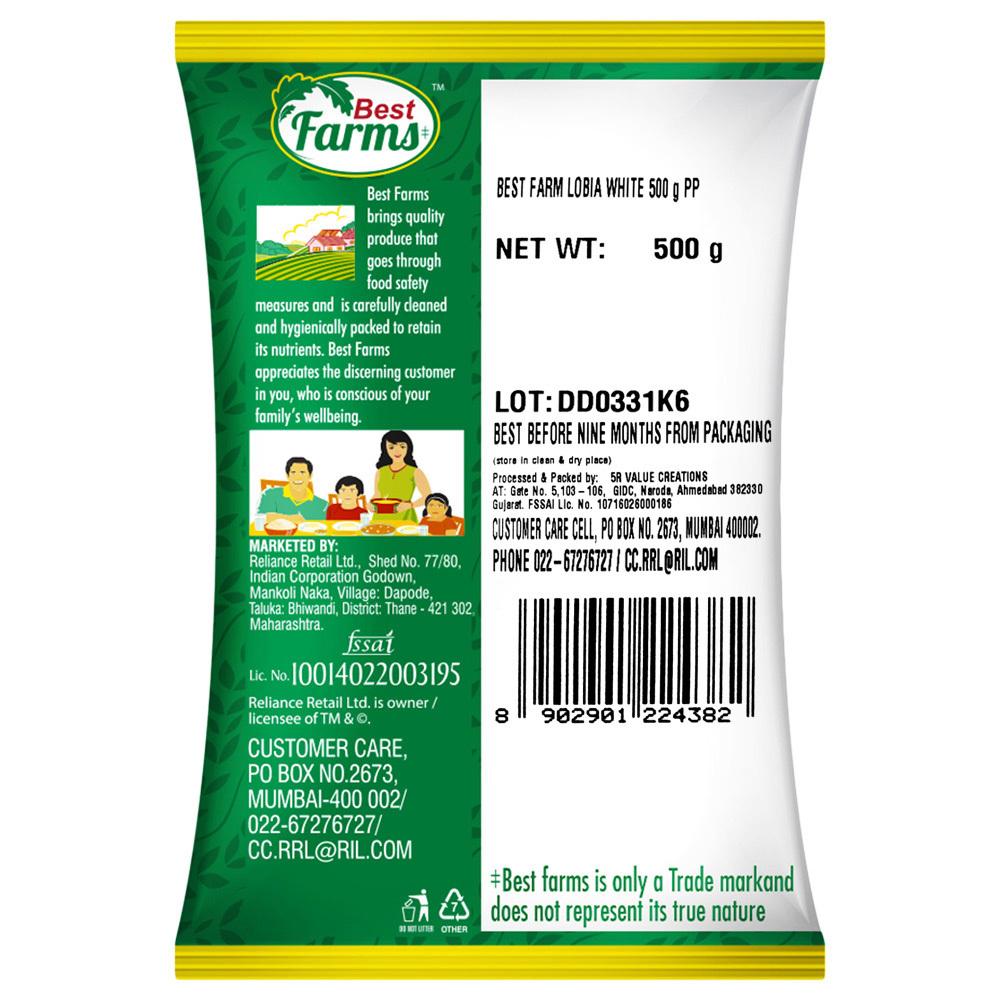 Best
Farms‡
TM
Best Farms
brings quality
produce that
goes through
food safety
measures and is carefully cleaned
and hygienically packed to retain
its nutrients. Best Farms
appreciates the discerning customer
in you, who is conscious of your
family's wellbeing.
MARKETED BY:
Reliance Retail Ltd., Shed No. 77/80,
Indian Corporation Godown,
Mankoli Naka, Village: Dapode,
Taluka: Bhiwandi, District: Thane - 421 302,
Maharashtra.
fssai
Lic. No.10014022003195
Reliance Retail Ltd. is owner /
licensee of TM & ©.
CUSTOMER CARE,
PO BOX NO.2673,
MUMBAI-400 002/
022-67276727/
CC.RRL@RIL.COM
DO NOT LITTER
7
OTHER
BEST FARM LOBIA WHITE 500 g PP
NET WT: 500 g
LOT: DD0331K6
BEST BEFORE NINE MONTHS FROM PACKAGING
(store in clean & dry place)
Processed & Packed by: 5R VALUE CREATIONS
AT: Gate No. 5,103 – 106, GIDC, Naroda, Ahmedabad 382330
Gujarat. FSSAI Lic. No. 10716026000186
CUSTOMER CARE CELL, PO BOX NO. 2673, MUMBAI 400002.
PHONE 022–67276727 / CC.RRL@RIL.COM
8 902901 224382
‡Best farms is only a Trade markand
does not represent its true nature